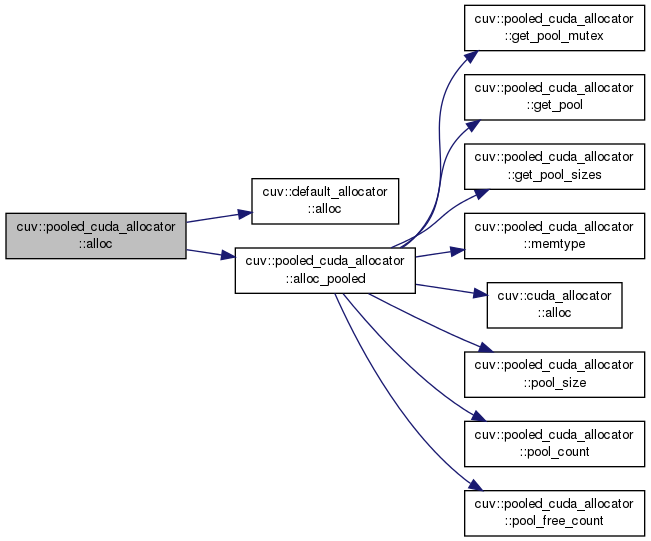 cuv::pooled_cuda_allocator
::alloc
cuv::default_allocator
::alloc
cuv::pooled_cuda_allocator
::alloc_pooled
cuv::pooled_cuda_allocator
::get_pool_mutex
cuv::pooled_cuda_allocator
::get_pool
cuv::pooled_cuda_allocator
::get_pool_sizes
cuv::pooled_cuda_allocator
::memtype
cuv::cuda_allocator
::alloc
cuv::pooled_cuda_allocator
::pool_size
cuv::pooled_cuda_allocator
::pool_count
cuv::pooled_cuda_allocator
::pool_free_count